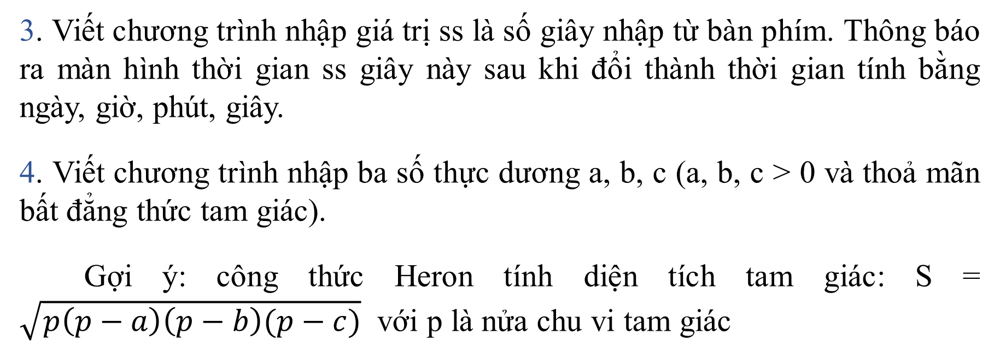 3. Viết chương trình nhập giá trị ss là số giây nhập từ bàn phím. Thông báo
ra màn hình thời gian ss giây này sau khi đổi thành thời gian tính bằng
ngày, giờ, phút, giây.
4. Viết chương trình nhập ba số thực dương a, b, c (a, b, c > 0 và thoả mãn
bất đẳng thức tam giác).
Gợi ý: công thức Heron tính diện tích tam giác: S =
√p(p − a)(p − b)(p − c) với p là nửa chu vi tam giác